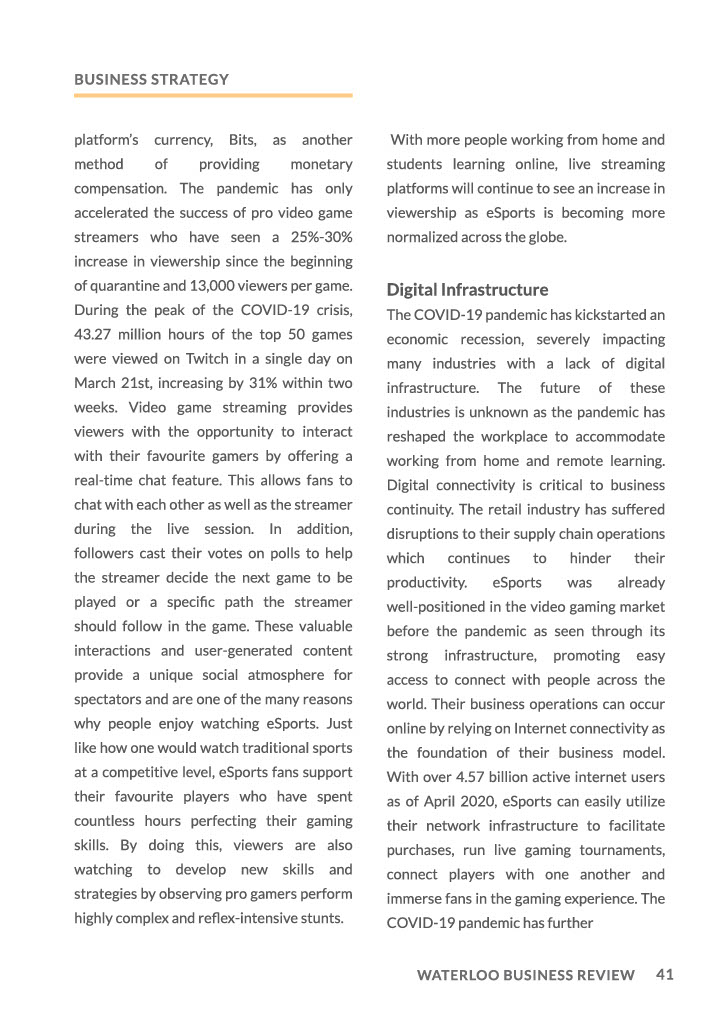 BUSINESS STRATEGY
platform's currency, Bits, as another
method of providing monetary
compensation. The pandemic has only
accelerated the success of pro video game
streamers who have seen a 25%-30%
increase in viewership since the beginning
of quarantine and 13,000 viewers per game.
During the peak of the COVID-19 crisis,
43.27 million hours of the top 50 games
were viewed on Twitch in a single day on
March 21st, increasing by 31% within two
weeks. Video game streaming provides
viewers with the opportunity to interact
with their favourite gamers by offering a
real-time chat feature. This allows fans to
chat with each other as well as the streamer
during the live session. In addition,
followers cast their votes on polls to help
the streamer decide the next game to be
played or a specific path the streamer
should follow in the game. These valuable
interactions and user-generated content
provide a unique social atmosphere for
spectators and are one of the many reasons
why people enjoy watching eSports. Just
like how one would watch traditional sports
at a competitive level, eSports fans support
their favourite players who have spent
countless hours perfecting their gaming
skills. By doing this, viewers are also
watching to develop new skills and
strategies by observing pro gamers perform
highly complex and reflex-intensive stunts.
With more people working from home and
students learning online, live streaming
platforms will continue to see an increase in
viewership as eSports is becoming more
normalized across the globe.
Digital Infrastructure
The COVID-19 pandemic has kickstarted an
economic recession, severely impacting
many industries with a lack of digital
infrastructure. The future of these
industries is unknown as the pandemic has
reshaped the workplace to accommodate
working from home and remote learning.
Digital connectivity is critical to business
continuity. The retail industry has suffered
disruptions to their supply chain operations
which continues to hinder their
productivity. eSports was already
well-positioned in the video gaming market
before the pandemic as seen through its
strong infrastructure, promoting easy
access to connect with people across the
world. Their business operations can occur
online by relying on Internet connectivity as
the foundation of their business model.
With over 4.57 billion active internet users
as of April 2020, eSports can easily utilize
their network infrastructure to facilitate
purchases, run live gaming tournaments,
connect players with one another and
immerse fans in the gaming experience. The
COVID-19 pandemic has further
WATERLOO BUSINESS REVIEW 41